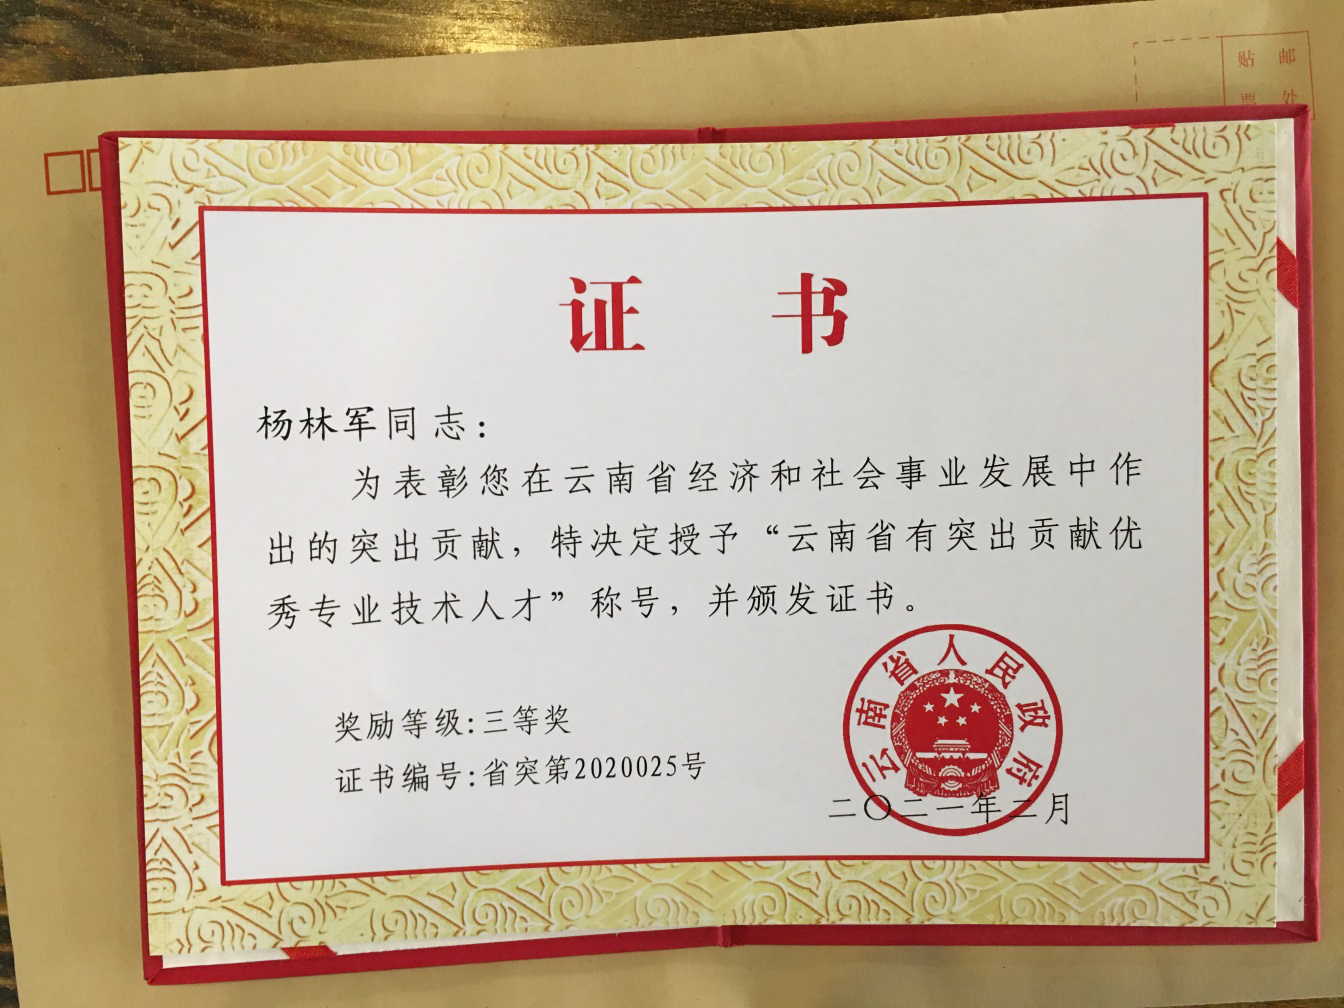 贴邮
票处
证 书
杨林军同志：
为表彰您在云南省经济和社会事业发展中作
出的突出贡献，特决定授予“云南省有突出贡献优
秀专业技术人才”称号，并颁发证书。
奖励等级：三等奖
证书编号：省突第2020025号
云南省人民政府
二〇二一年二月